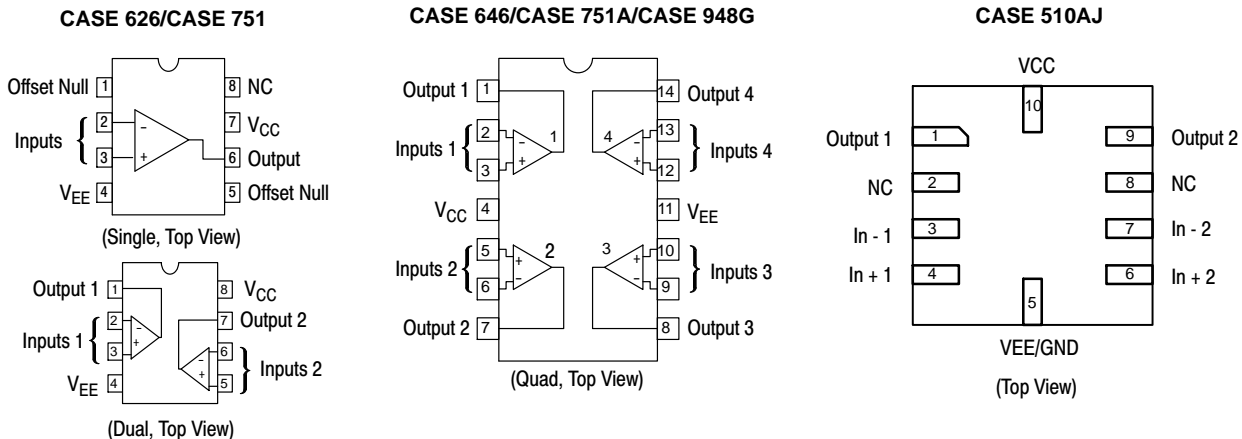 CASE 626/CASE 751
Offset Null 1
8 NC
2
Inputs {
-
7 VCC
3
+
6 Output
VEE 4
5 Offset Null
(Single, Top View)
Output 1 1
8 VCC
2
-
7 Output 2
Inputs 1 {
3
+
6
-
} Inputs 2
VEE 4
+
5
(Dual, Top View)
CASE 646/CASE 751A/CASE 948G
Output 1 1
14 Output 4
2
-
1
4
-
13
Inputs 1 {
} Inputs 4
3
+
+
12
VCC 4
11 VEE
5
+
2
3
+
10
Inputs 2 {
} Inputs 3
6
-
-
9
Output 2 7
8 Output 3
(Quad, Top View)
CASE 510AJ
VCC
10
Output 1 1
9 Output 2
NC 2
8 NC
In - 1 3
7 In - 2
In + 1 4
6 In + 2
5
VEE/GND
(Top View)